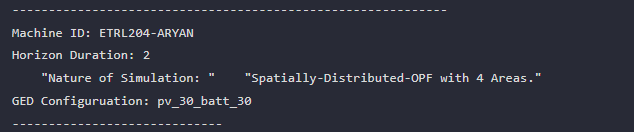 ------------------------------------------------------------
Machine ID: ETRL204-ARYAN
Horizon Duration: 2
    "Nature of Simulation: "    "Spatially-Distributed-OPF with 4 Areas."
GED Configuruation: pv_30_batt_30
-----------------------------